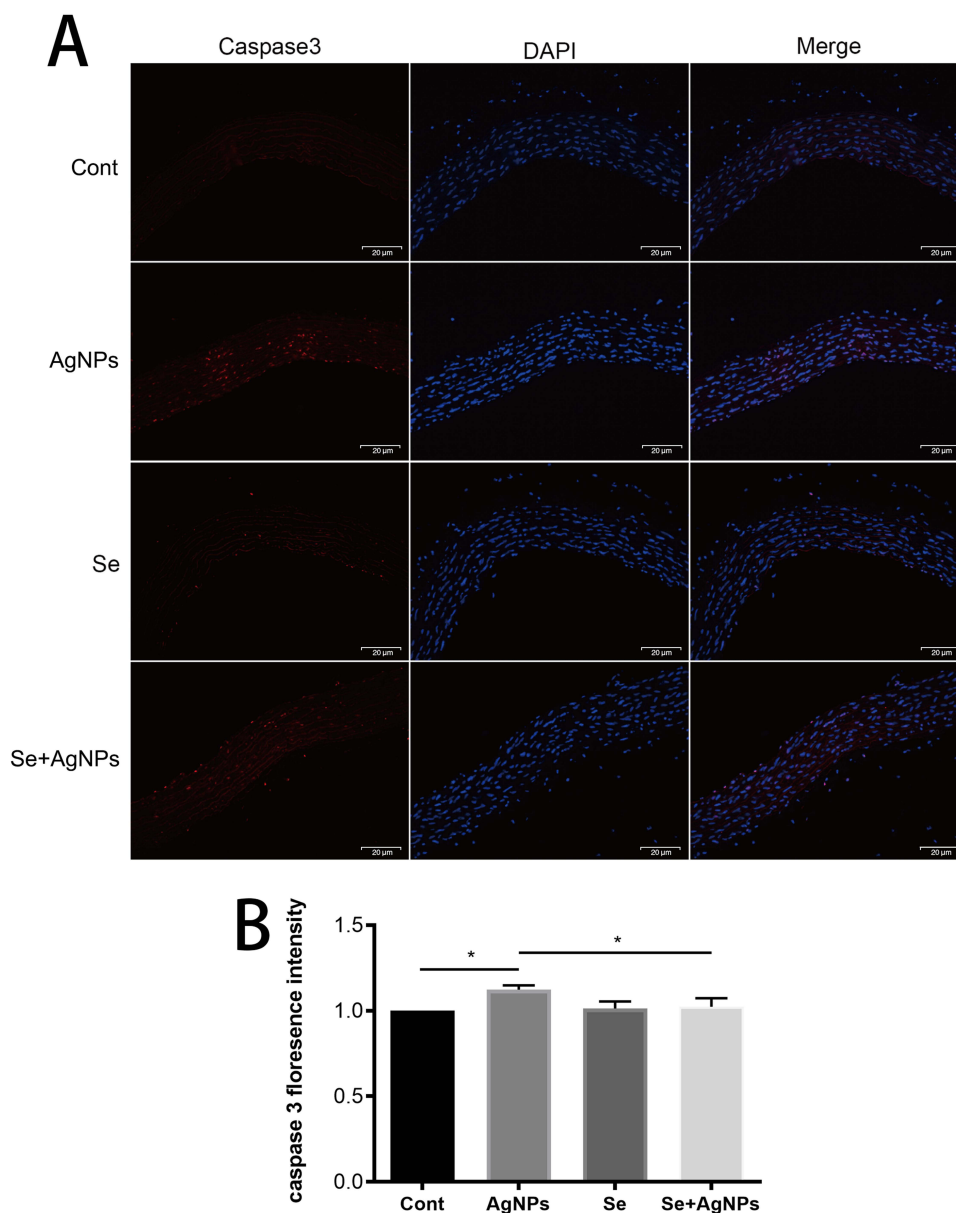 A
Caspase3 DAPI Merge
Cont
20 μm 20 μm 20 μm
AgNPs
20 μm 20 μm 20 μm
Se
20 μm 20 μm 20 μm
Se+AgNPs
20 μm 20 μm 20 μm
B
caspase 3 floresence intensity
1.5
1.0
0.5
0.0
* *
Cont AgNPs Se Se+AgNPs